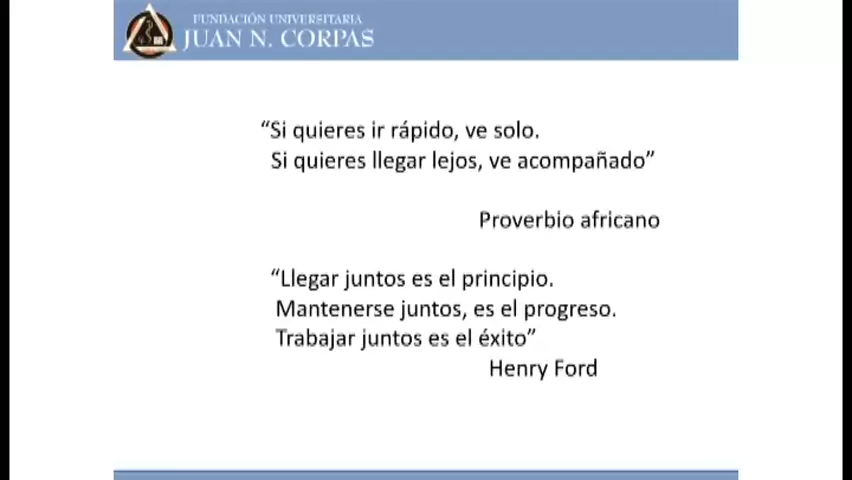 FUNDACIÓN UNIVERSITARIA
JUAN N. CORPAS
“Si quieres ir rápido, ve solo.
Si quieres llegar lejos, ve acompañado”
Proverbio africano
“Llegar juntos es el principio.
Mantenerse juntos, es el progreso.
Trabajar juntos es el éxito”
Henry Ford